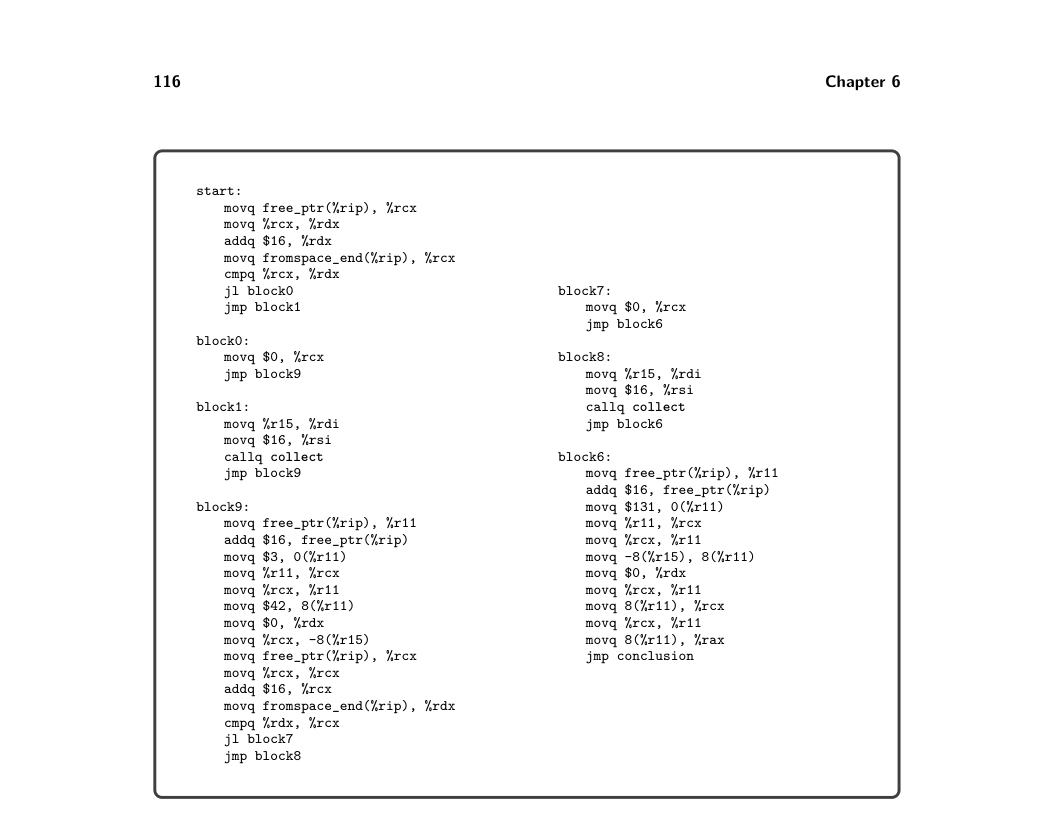 116
Chapter 6
start:
movq free_ptr(%rip), %rcx
movq %rcx, %rdx
addq $16, %rdx
movq fromspace_end(%rip), %rcx
cmpq %rcx, %rdx
jl block0
jmp block1
block0:
movq $0, %rcx
jmp block9
block1:
movq %r15, %rdi
movq $16, %rsi
callq collect
jmp block9
block9:
movq free_ptr(%rip), %r11
addq $16, free_ptr(%rip)
movq $3, 0(%r11)
movq %r11, %rcx
movq %rcx, %r11
movq $42, 8(%r11)
movq $0, %rdx
movq %rcx, -8(%r15)
movq free_ptr(%rip), %rcx
movq %rcx, %rcx
addq $16, %rcx
movq fromspace_end(%rip), %rdx
cmpq %rdx, %rcx
jl block7
jmp block8
block7:
movq $0, %rcx
jmp block6
block8:
movq %r15, %rdi
movq $16, %rsi
callq collect
jmp block6
block6:
movq free_ptr(%rip), %r11
addq $16, free_ptr(%rip)
movq $131, 0(%r11)
movq %r11, %rcx
movq %rcx, %r11
movq -8(%r15), 8(%r11)
movq $0, %rdx
movq %rcx, %r11
movq 8(%r11), %rcx
movq %rcx, %r11
movq 8(%r11), %rax
jmp conclusion